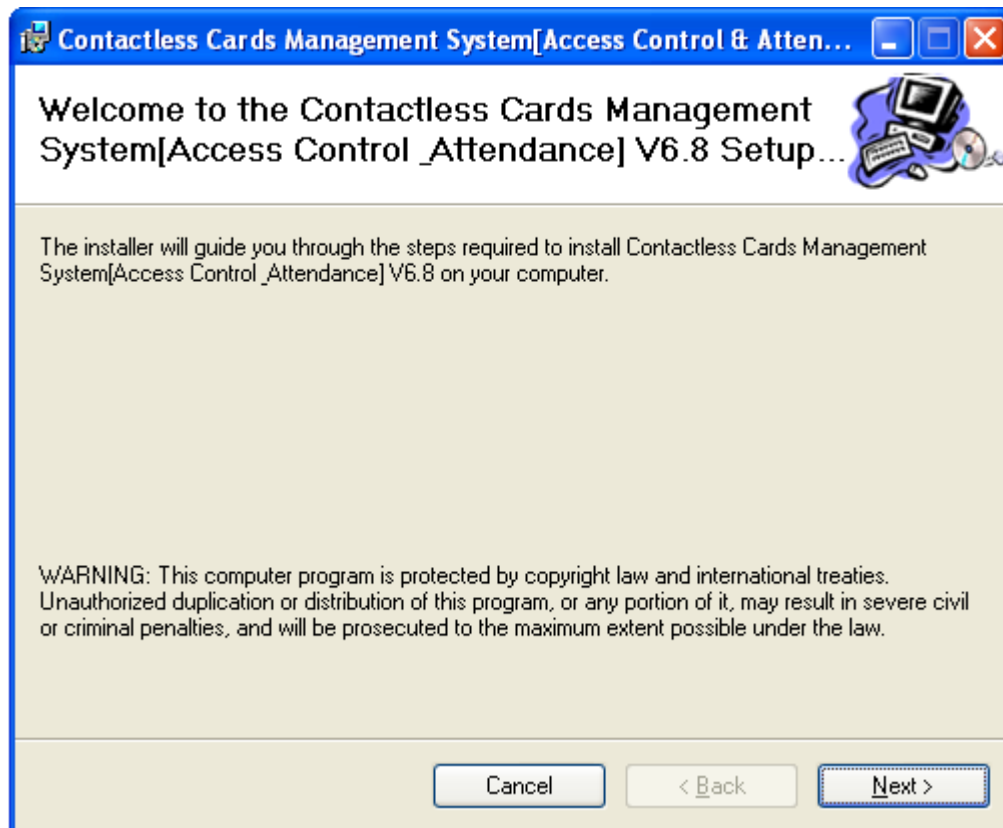 Contactless Cards Management System[Access Control & Atten...
Welcome to the Contactless Cards Management
System[Access Control _Attendance] V6.8 Setup...
The installer will guide you through the steps required to install Contactless Cards Management
System[Access Control _Attendance] V6.8 on your computer.
WARNING: This computer program is protected by copyright law and international treaties.
Unauthorized duplication or distribution of this program, or any portion of it, may result in severe civil
or criminal penalties, and will be prosecuted to the maximum extent possible under the law.
Cancel < Back Next >